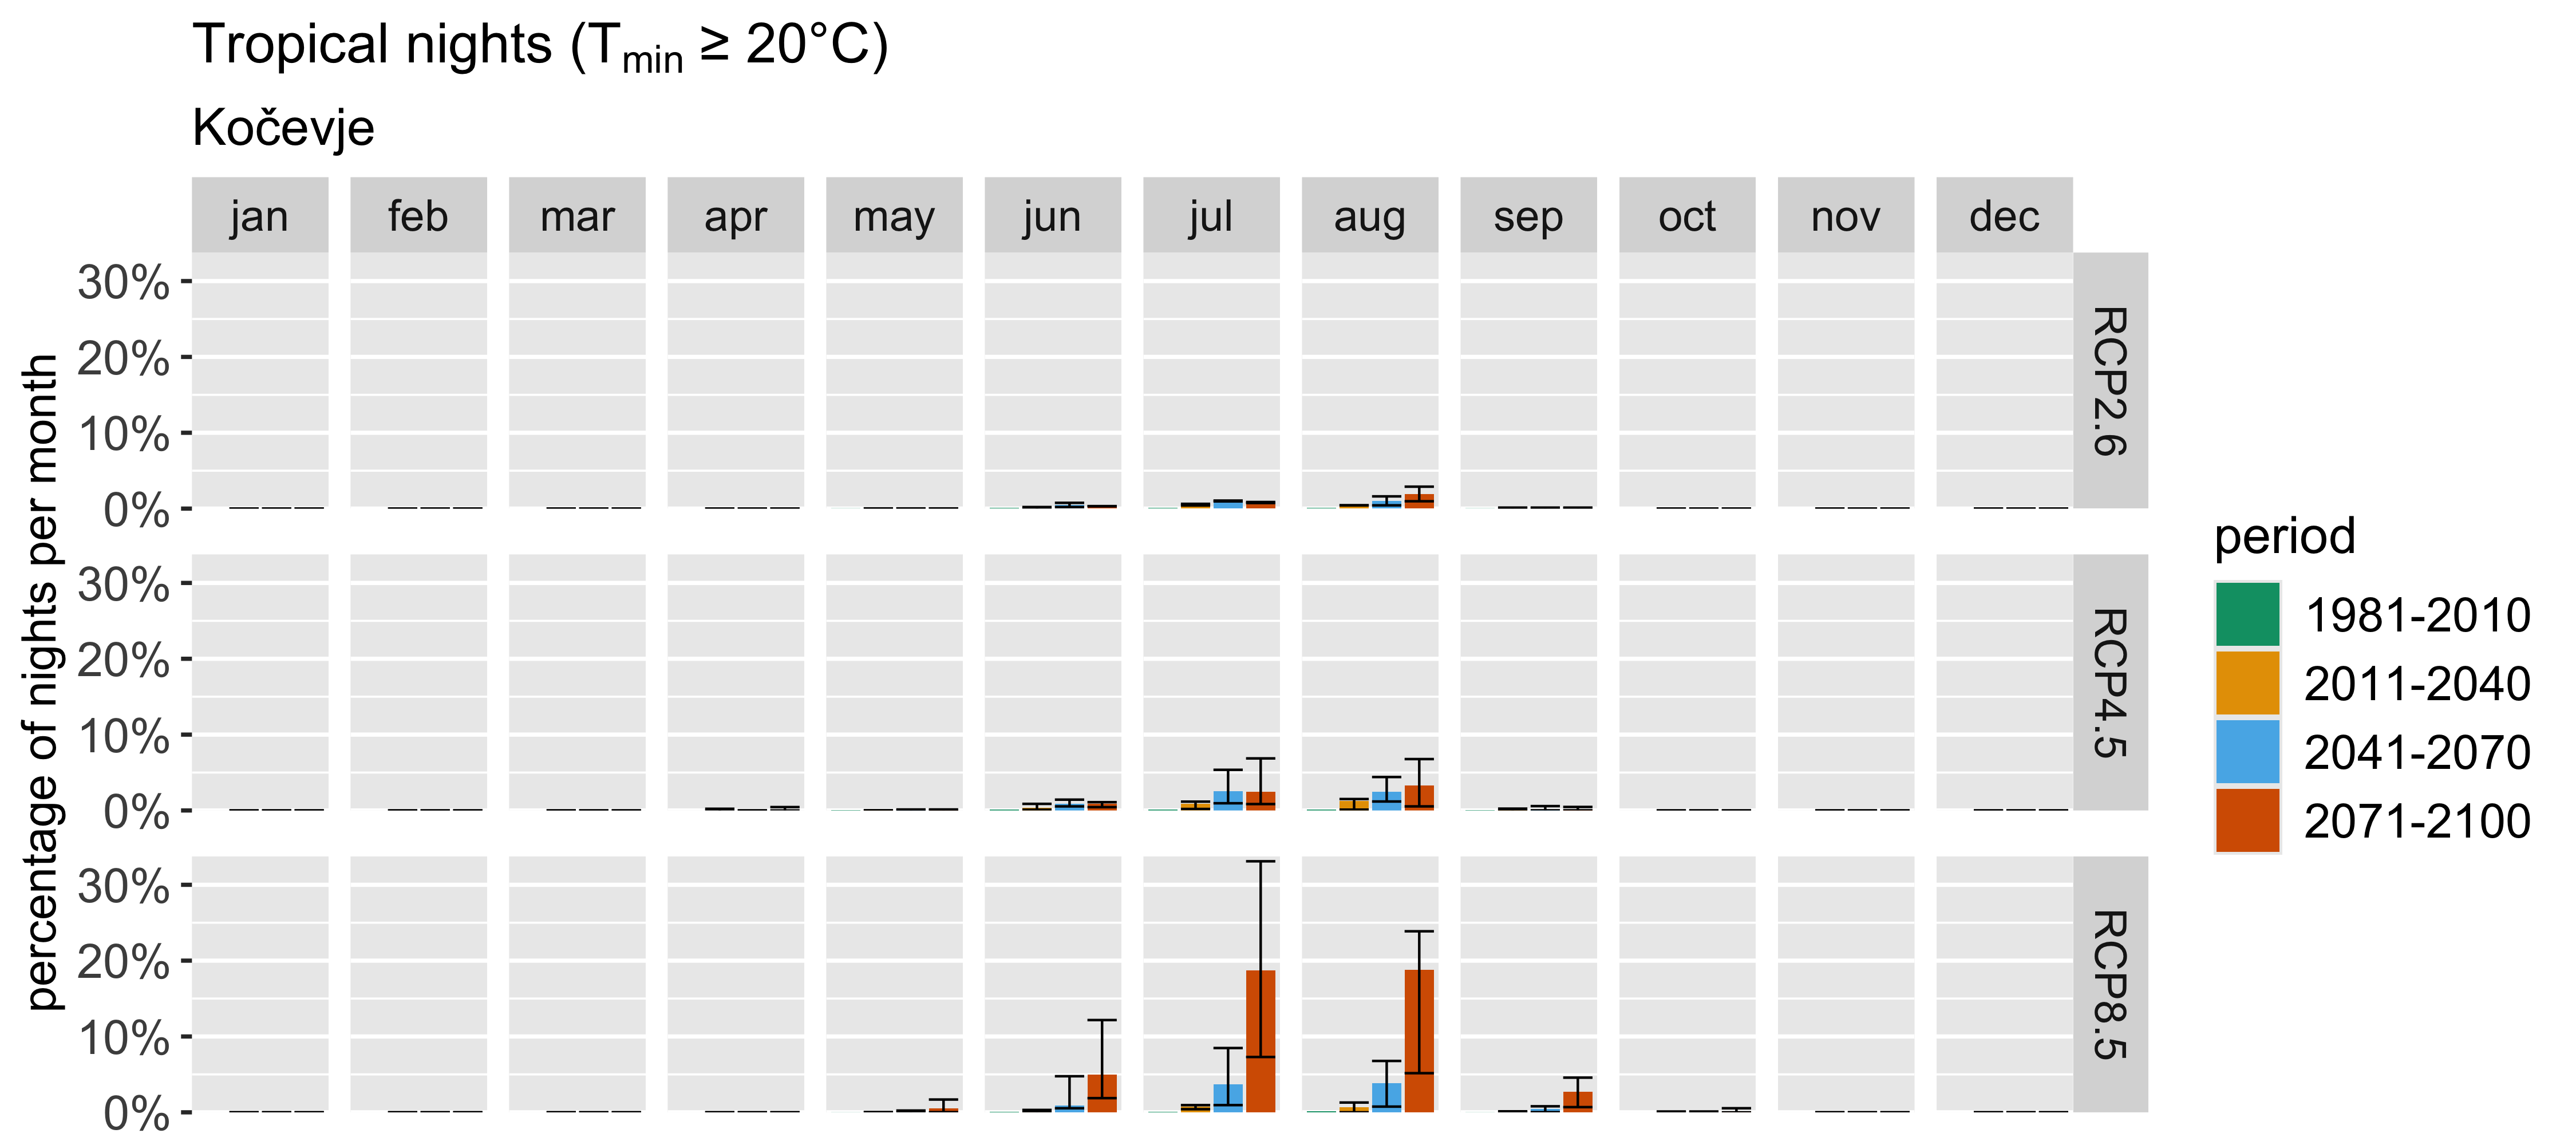 Tropical nights (Tmin ≥ 20°C)
Kočevje
jan feb mar apr may jun jul aug sep oct nov dec
percentage of nights per month
30%
20%
10%
0%
RCP2.6
30%
20%
10%
0%
RCP4.5
30%
20%
10%
0%
RCP8.5
period
1981-2010
2011-2040
2041-2070
2071-2100